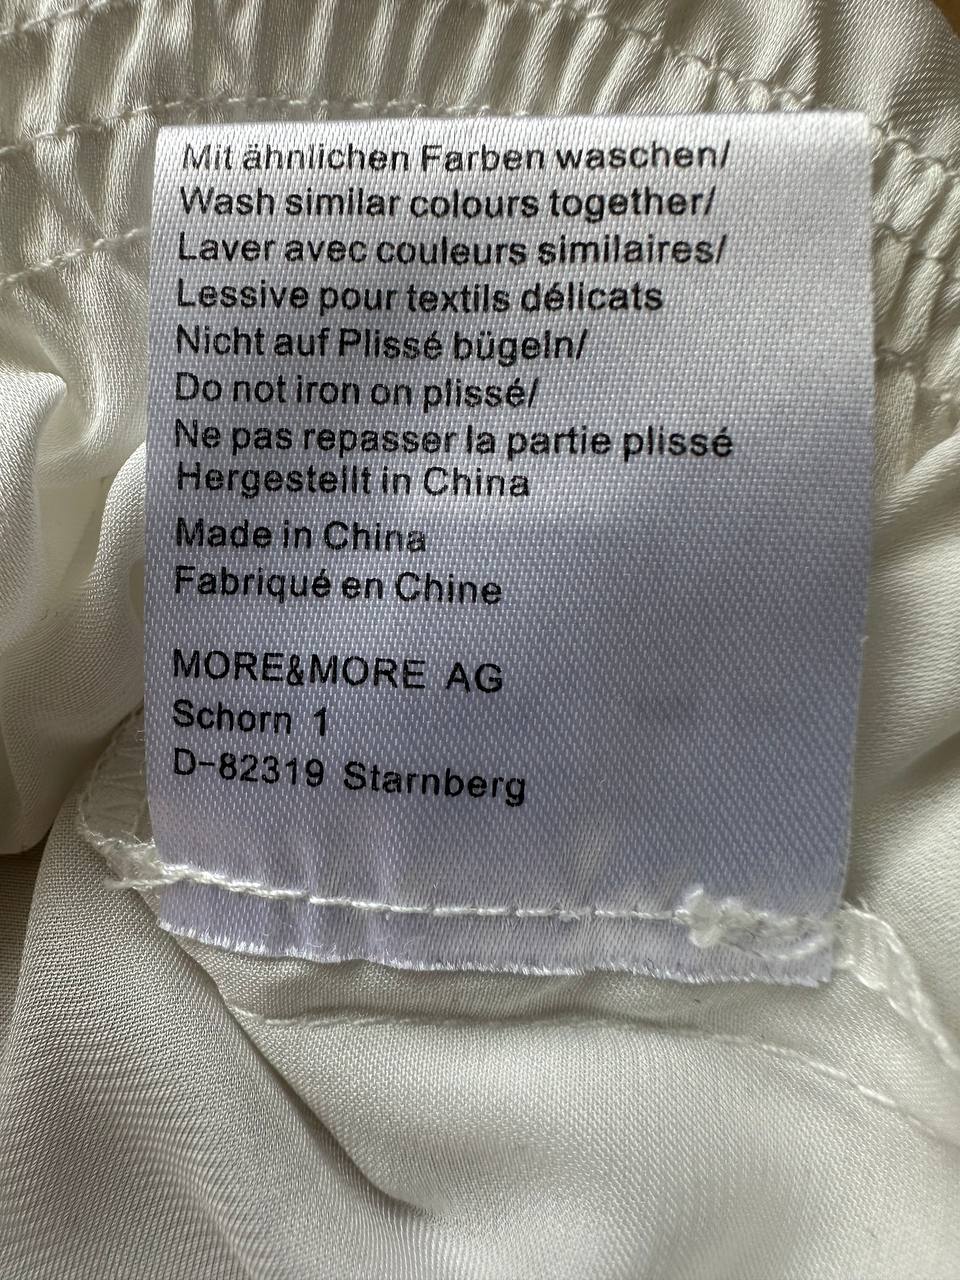 Mit ähnlichen Farben waschen/
Wash similar colours together/
Laver avec couleurs similaires/
Lessive pour textils délicats
Nicht auf Plissé bügeln/
Do not iron on plissé/
Ne pas repasser la partie plissé
Hergestellt in China
Made in China
Fabriqué en Chine
MORE&MORE AG
Schorn 1
D-82319 Starnberg